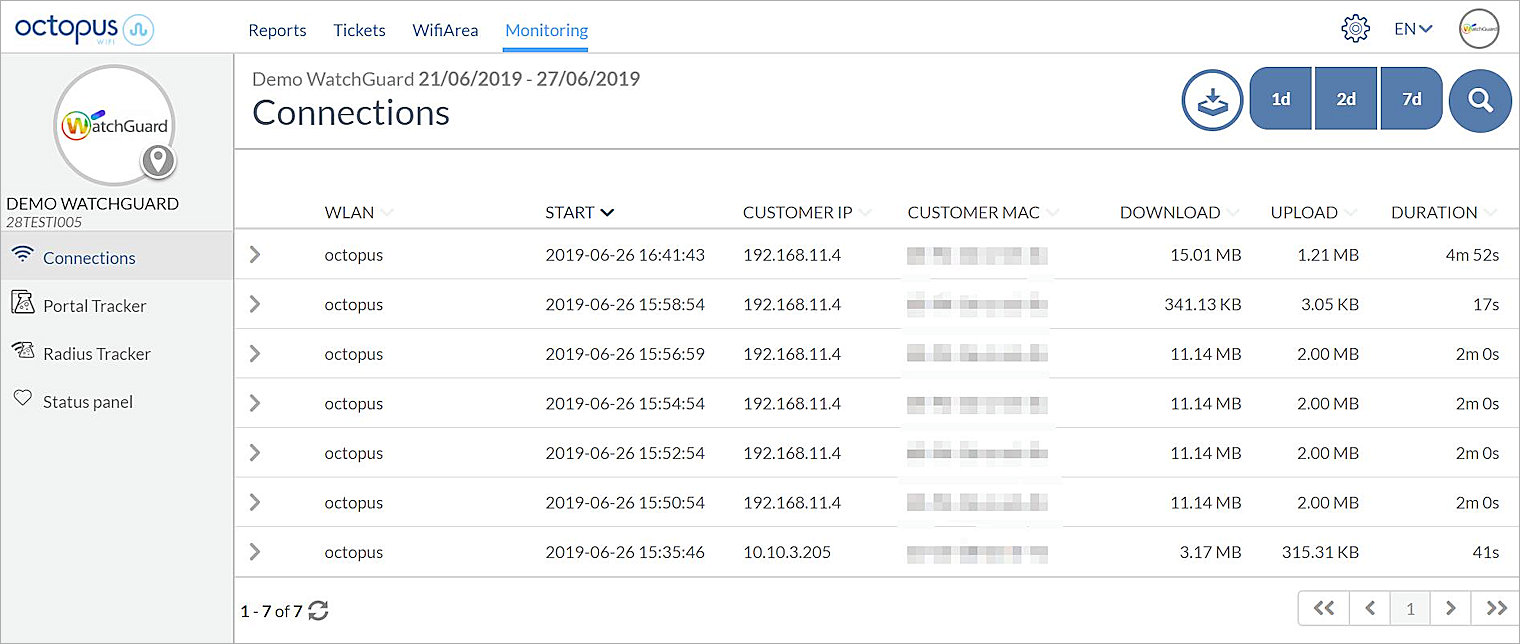 octopus WIFI Reports Tickets WifiArea Monitoring EN WatchGuard
WatchGuard
DEMO WATCHGUARD
28TESTI005
Connections
Portal Tracker
Radius Tracker
Status panel
Demo WatchGuard 21/06/2019 - 27/06/2019
Connections
1d 2d 7d
WLAN START CUSTOMER IP CUSTOMER MAC DOWNLOAD UPLOAD DURATION
octopus 2019-06-26 16:41:43 192.168.11.4 15.01 MB 1.21 MB 4m 52s
octopus 2019-06-26 15:58:54 192.168.11.4 341.13 KB 3.05 KB 17s
octopus 2019-06-26 15:56:59 192.168.11.4 11.14 MB 2.00 MB 2m 0s
octopus 2019-06-26 15:54:54 192.168.11.4 11.14 MB 2.00 MB 2m 0s
octopus 2019-06-26 15:52:54 192.168.11.4 11.14 MB 2.00 MB 2m 0s
octopus 2019-06-26 15:50:54 192.168.11.4 11.14 MB 2.00 MB 2m 0s
octopus 2019-06-26 15:35:46 10.10.3.205 3.17 MB 315.31 KB 41s
1 - 7 of 7
1